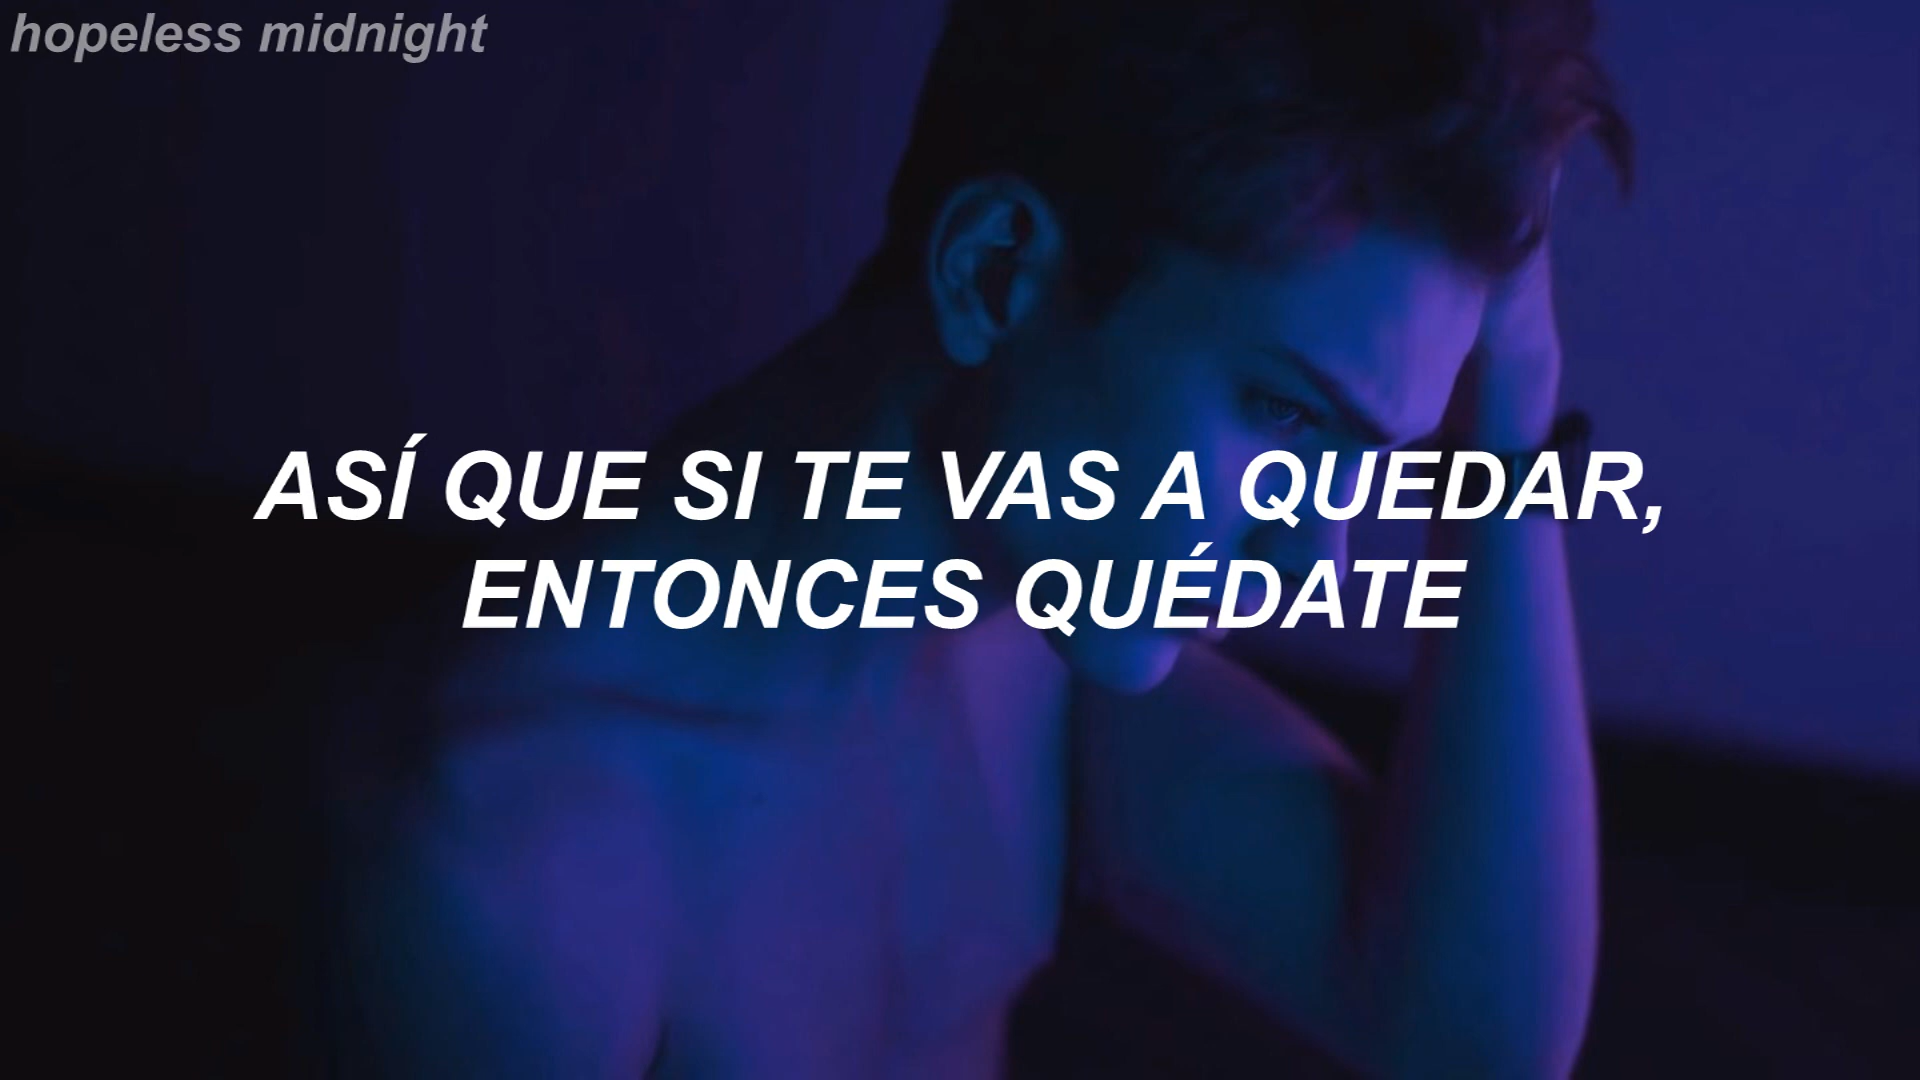 hopeless midnight
ASÍ QUE SI TE VAS A QUEDAR,
ENTONCES QUÉDATE